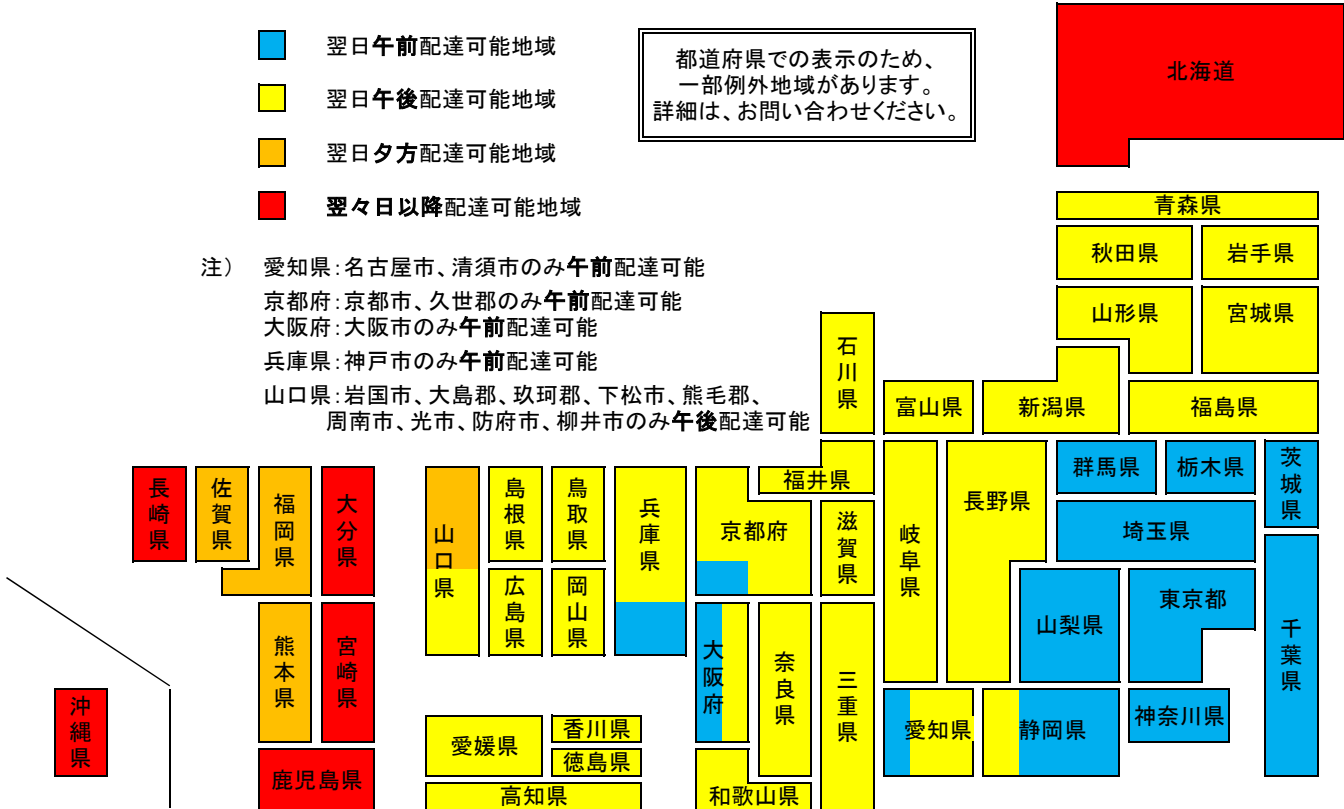 翌日午前配達可能地域
翌日午後配達可能地域
翌日夕方配達可能地域
翌々日以降配達可能地域
都道府県での表示のため、
一部例外地域があります。
詳細は、お問い合わせください。
注） 愛知県：名古屋市、清須市のみ午前配達可能
京都府：京都市、久世郡のみ午前配達可能
大阪府：大阪市のみ午前配達可能
兵庫県：神戸市のみ午前配達可能
山口県：岩国市、大島郡、玖珂郡、下松市、熊毛郡、
周南市、光市、防府市、柳井市のみ午後配達可能
北海道
青森県
秋田県
岩手県
山形県
宮城県
石川県
富山県
新潟県
福島県
長崎県
佐賀県
福岡県
大分県
山口県
島根県
鳥取県
兵庫県
京都府
福井県
滋賀県
岐阜県
長野県
群馬県
栃木県
茨城県
埼玉県
広島県
岡山県
山梨県
東京都
千葉県
熊本県
宮崎県
大阪府
奈良県
三重県
愛知県
静岡県
神奈川県
沖縄県
鹿児島県
愛媛県
香川県
徳島県
高知県
和歌山県